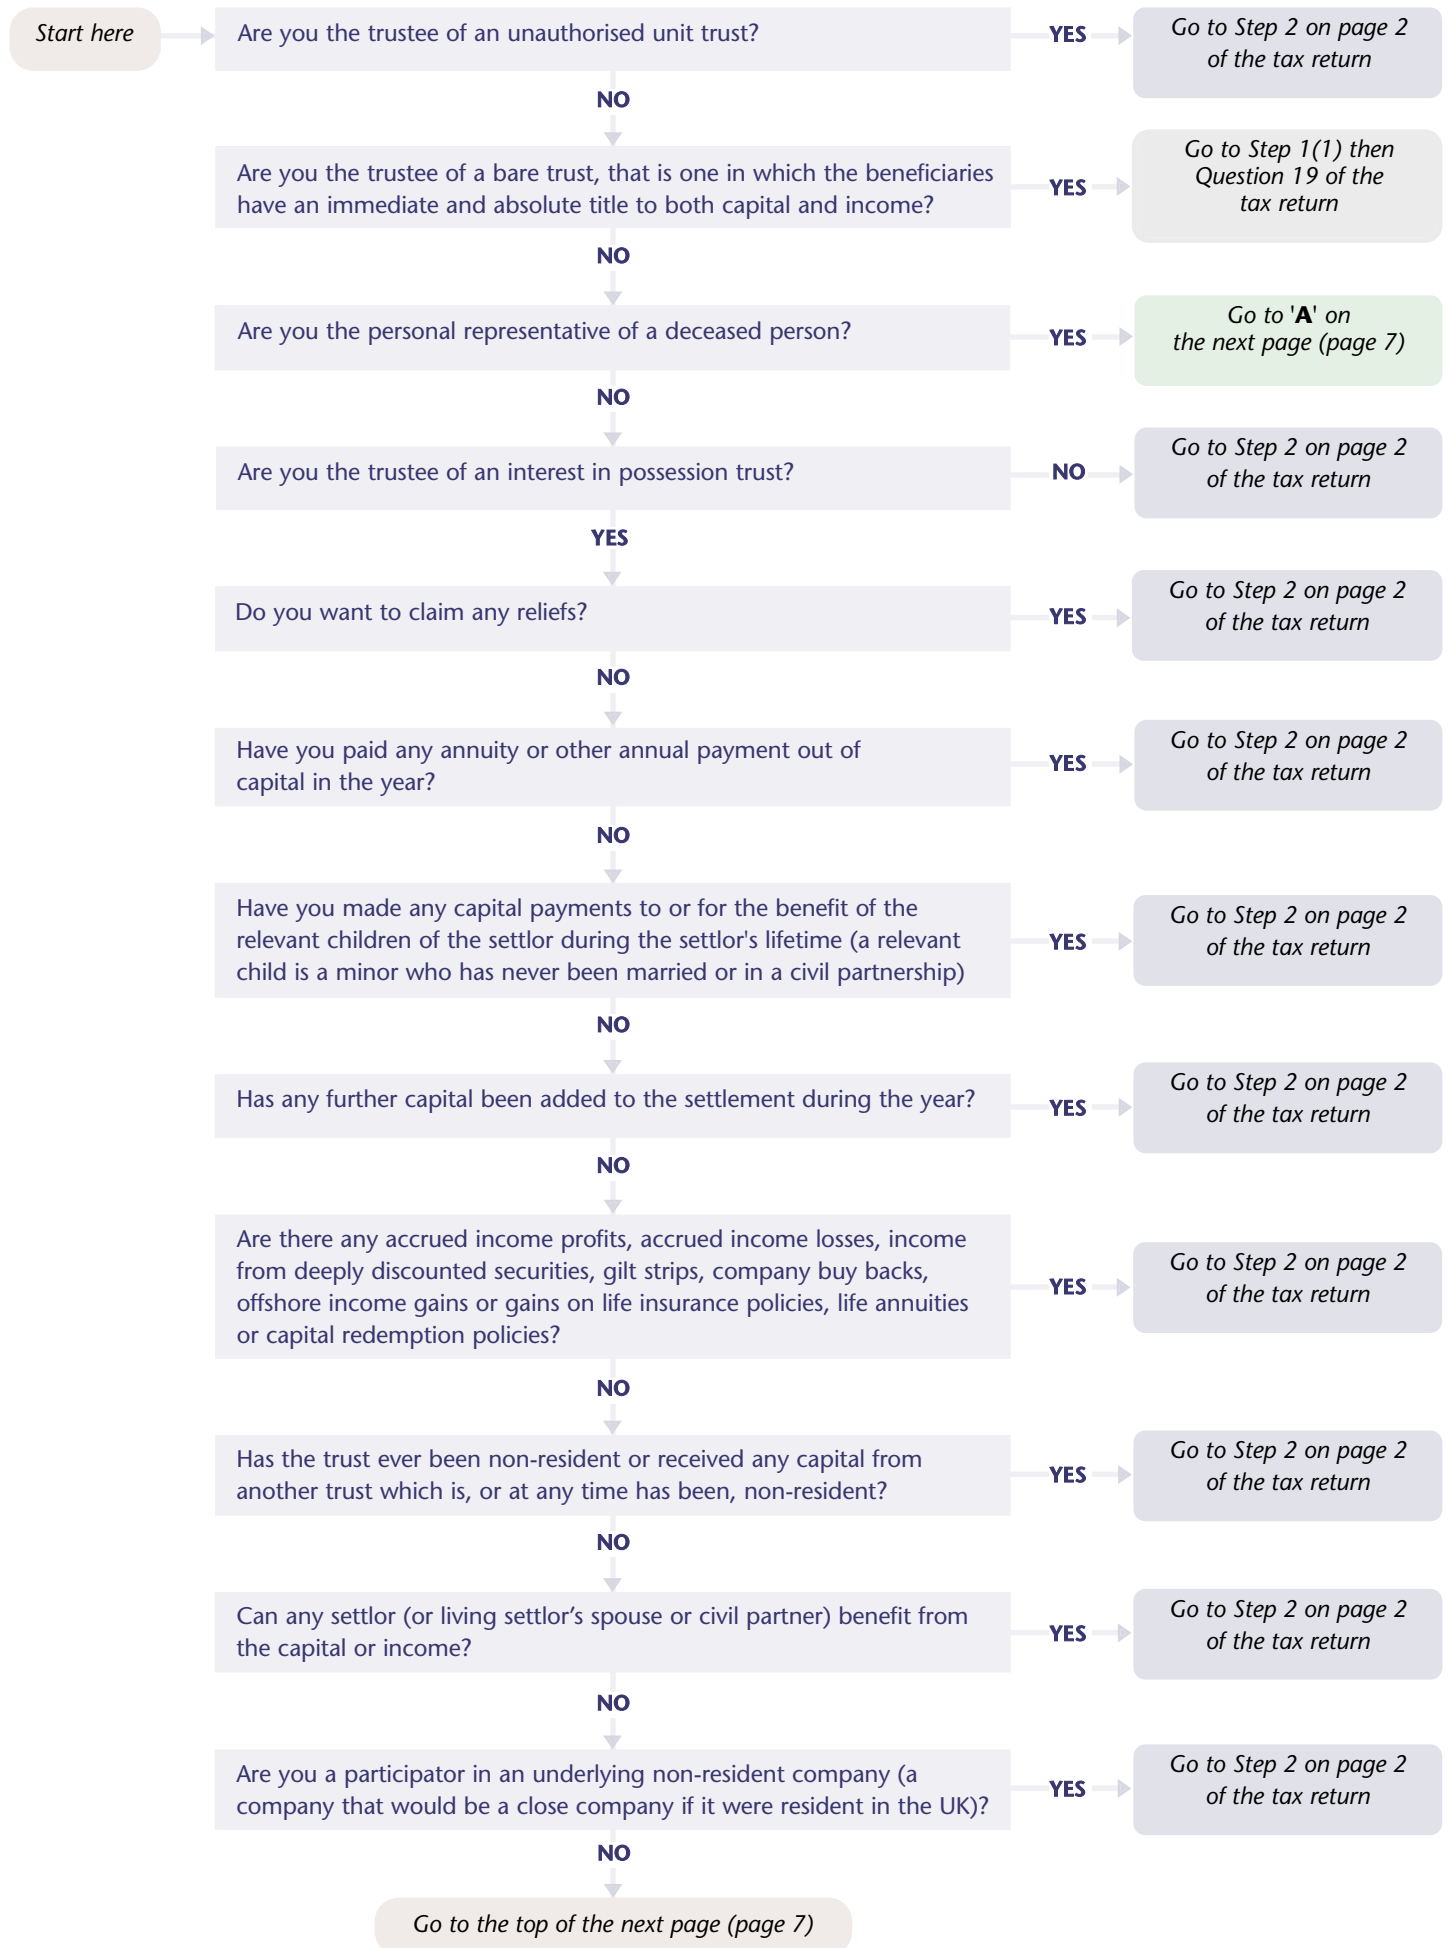 Start here
Are you the trustee of an unauthorised unit trust?
YES
Go to Step 2 on page 2
of the tax return
NO
Are you the trustee of a bare trust, that is one in which the beneficiaries
have an immediate and absolute title to both capital and income?
YES
Go to Step 1(1) then
Question 19 of the
tax return
NO
Are you the personal representative of a deceased person?
YES
Go to 'A' on
the next page (page 7)
NO
Are you the trustee of an interest in possession trust?
NO
Go to Step 2 on page 2
of the tax return
YES
Do you want to claim any reliefs?
YES
Go to Step 2 on page 2
of the tax return
NO
Have you paid any annuity or other annual payment out of
capital in the year?
YES
Go to Step 2 on page 2
of the tax return
NO
Have you made any capital payments to or for the benefit of the
relevant children of the settlor during the settlor's lifetime (a relevant
child is a minor who has never been married or in a civil partnership)
YES
Go to Step 2 on page 2
of the tax return
NO
Has any further capital been added to the settlement during the year?
YES
Go to Step 2 on page 2
of the tax return
NO
Are there any accrued income profits, accrued income losses, income
from deeply discounted securities, gilt strips, company buy backs,
offshore income gains or gains on life insurance policies, life annuities
or capital redemption policies?
YES
Go to Step 2 on page 2
of the tax return
NO
Has the trust ever been non-resident or received any capital from
another trust which is, or at any time has been, non-resident?
YES
Go to Step 2 on page 2
of the tax return
NO
Can any settlor (or living settlor’s spouse or civil partner) benefit from
the capital or income?
YES
Go to Step 2 on page 2
of the tax return
NO
Are you a participator in an underlying non-resident company (a
company that would be a close company if it were resident in the UK)?
YES
Go to Step 2 on page 2
of the tax return
NO
Go to the top of the next page (page 7)